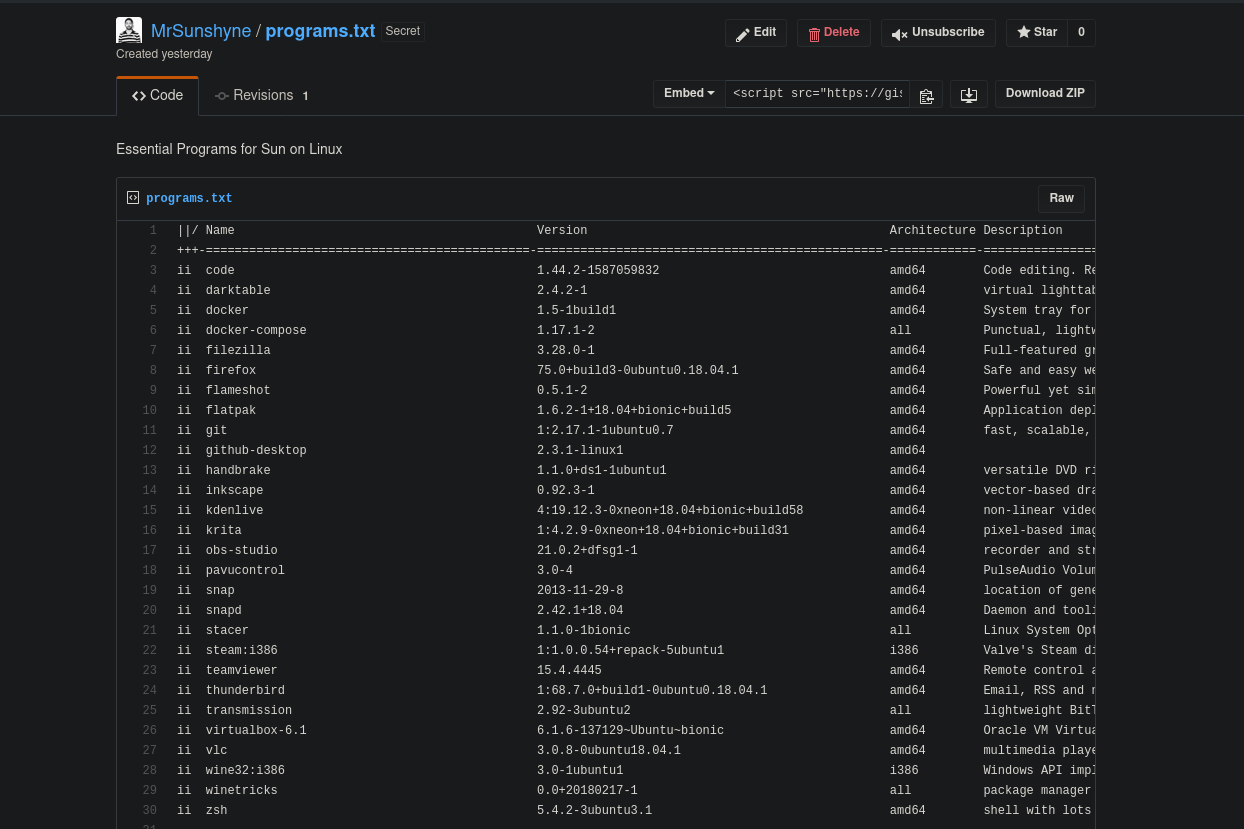 MrSunshyne / programs.txt Secret
Edit Delete Unsubscribe Star 0
Created yesterday
Code Revisions 1
Embed <script src="https://gis Download ZIP
Essential Programs for Sun on Linux
programs.txt Raw
1 ||/ Name Version Architecture Description
2 +++-=============================================-================================================-============-================
3 ii code 1.44.2-1587059832 amd64 Code editing. Re
4 ii darktable 2.4.2-1 amd64 virtual lighttab
5 ii docker 1.5-1build1 amd64 System tray for
6 ii docker-compose 1.17.1-2 all Punctual, lightw
7 ii filezilla 3.28.0-1 amd64 Full-featured gr
8 ii firefox 75.0+build3-0ubuntu0.18.04.1 amd64 Safe and easy we
9 ii flameshot 0.5.1-2 amd64 Powerful yet sim
10 ii flatpak 1.6.2-1+18.04+bionic+build5 amd64 Application depl
11 ii git 1:2.17.1-1ubuntu0.7 amd64 fast, scalable,
12 ii github-desktop 2.3.1-linux1 amd64
13 ii handbrake 1.1.0+ds1-1ubuntu1 amd64 versatile DVD ri
14 ii inkscape 0.92.3-1 amd64 vector-based dra
15 ii kdenlive 4:19.12.3-0xneon+18.04+bionic+build58 amd64 non-linear video
16 ii krita 1:4.2.9-0xneon+18.04+bionic+build31 amd64 pixel-based imag
17 ii obs-studio 21.0.2+dfsg1-1 amd64 recorder and str
18 ii pavucontrol 3.0-4 amd64 PulseAudio Volum
19 ii snap 2013-11-29-8 amd64 location of gene
20 ii snapd 2.42.1+18.04 amd64 Daemon and tooli
21 ii stacer 1.1.0-1bionic all Linux System Opt
22 ii steam:i386 1:1.0.0.54+repack-5ubuntu1 i386 Valve's Steam di
23 ii teamviewer 15.4.4445 amd64 Remote control a
24 ii thunderbird 1:68.7.0+build1-0ubuntu0.18.04.1 amd64 Email, RSS and n
25 ii transmission 2.92-3ubuntu2 all lightweight BitT
26 ii virtualbox-6.1 6.1.6-137129~Ubuntu~bionic amd64 Oracle VM Virtua
27 ii vlc 3.0.8-0ubuntu18.04.1 amd64 multimedia playe
28 ii wine32:i386 3.0-1ubuntu1 i386 Windows API impl
29 ii winetricks 0.0+20180217-1 all package manager
30 ii zsh 5.4.2-3ubuntu3.1 amd64 shell with lots